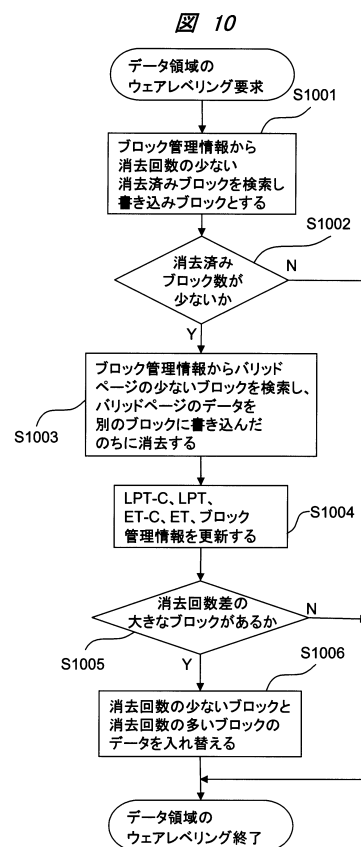 図 10
データ領域の
ウェアレベリング要求
S1001
ブロック管理情報から
消去回数の少ない
消去済みブロックを検索し
書き込みブロックとする
S1002
消去済み
ブロック数が
少ないか
N
Y
ブロック管理情報からバリッド
ページの少ないブロックを検索し、
バリッドページのデータを
別のブロックに書き込んだ
のちに消去する
S1003
LPT-C、LPT、
ET-C、ET、ブロック
管理情報を更新する
S1004
消去回数差の
大きなブロックがあるか
N
S1005
Y
S1006
消去回数の少ないブロックと
消去回数の多いブロックの
データを入れ替える
データ領域の
ウェアレベリング終了